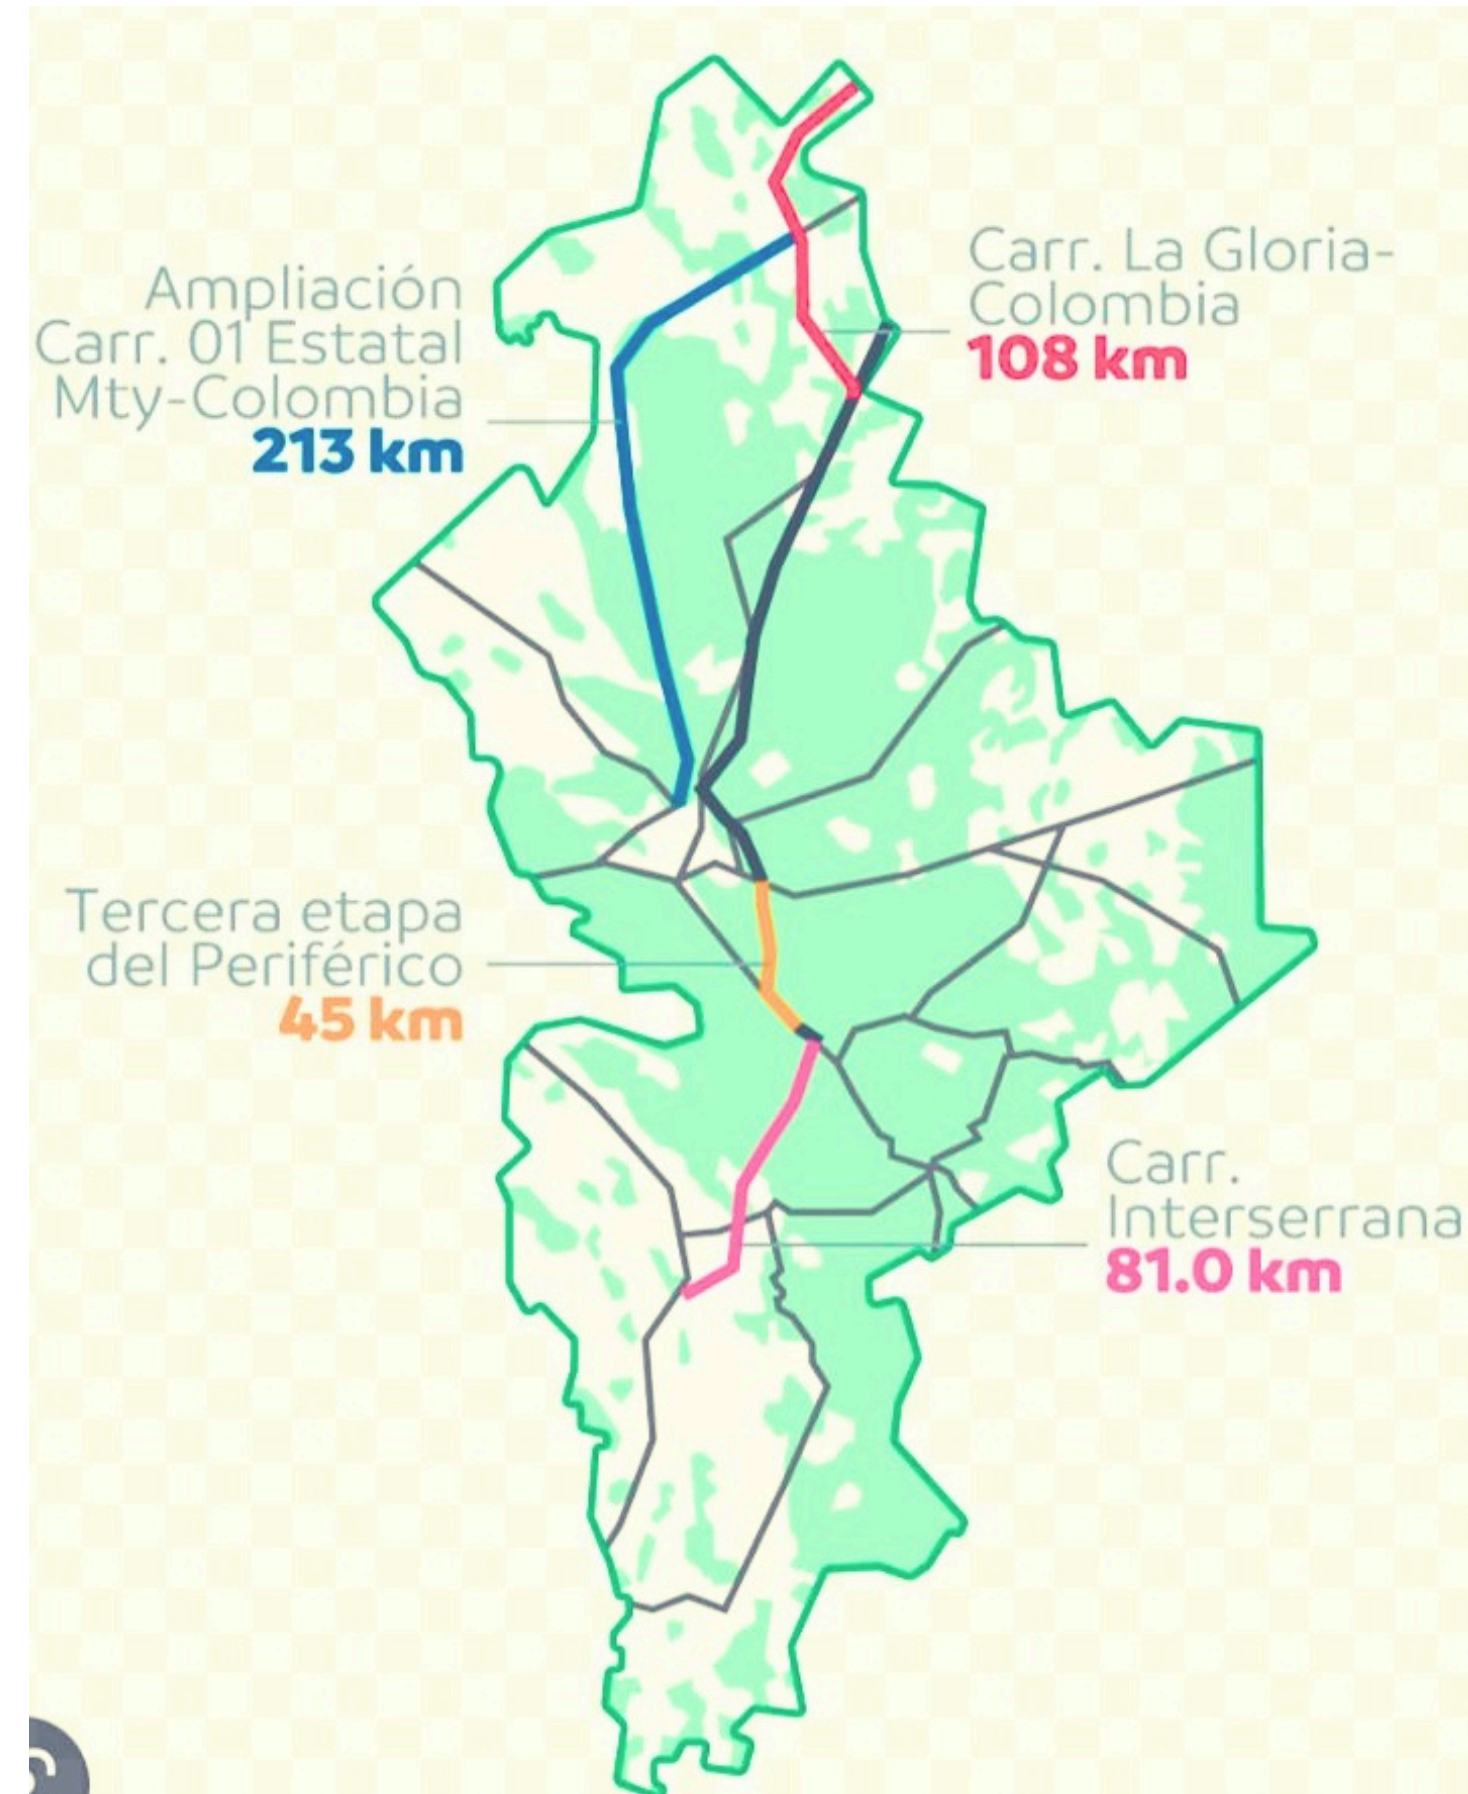 Ampliación
Carr. 01 Estatal
Mty-Colombia
213 km
Carr. La Gloria-
Colombia
108 km
Tercera etapa
del Periférico
45 km
Carr.
Interserrana
81.0 km